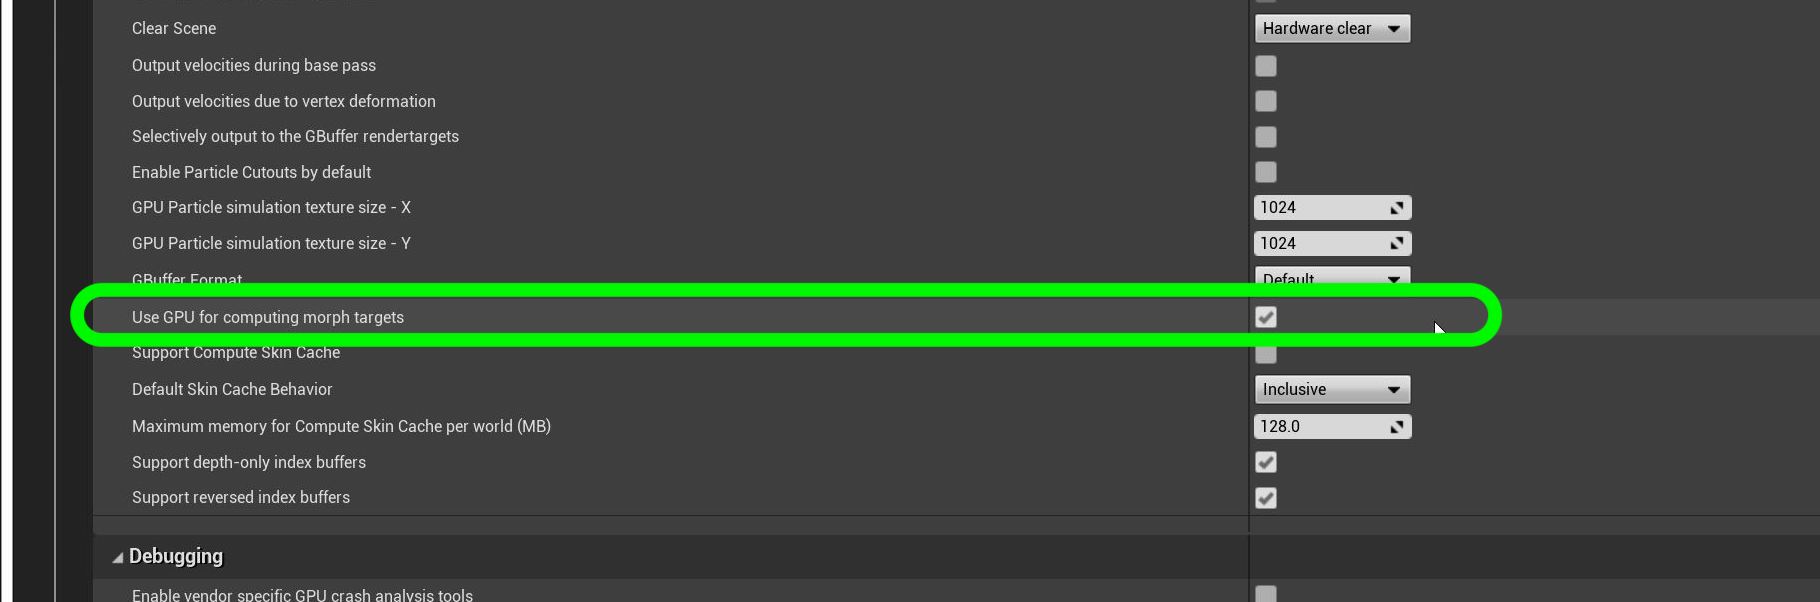 Clear Scene Hardware clear
Output velocities during base pass
Output velocities due to vertex deformation
Selectively output to the GBuffer rendertargets
Enable Particle Cutouts by default
GPU Particle simulation texture size - X 1024
GPU Particle simulation texture size - Y 1024
GBuffer Format Default
Use GPU for computing morph targets
Support Compute Skin Cache
Default Skin Cache Behavior Inclusive
Maximum memory for Compute Skin Cache per world (MB) 128.0
Support depth-only index buffers
Support reversed index buffers
Debugging
Enable vendor specific GPU crash analysis tools